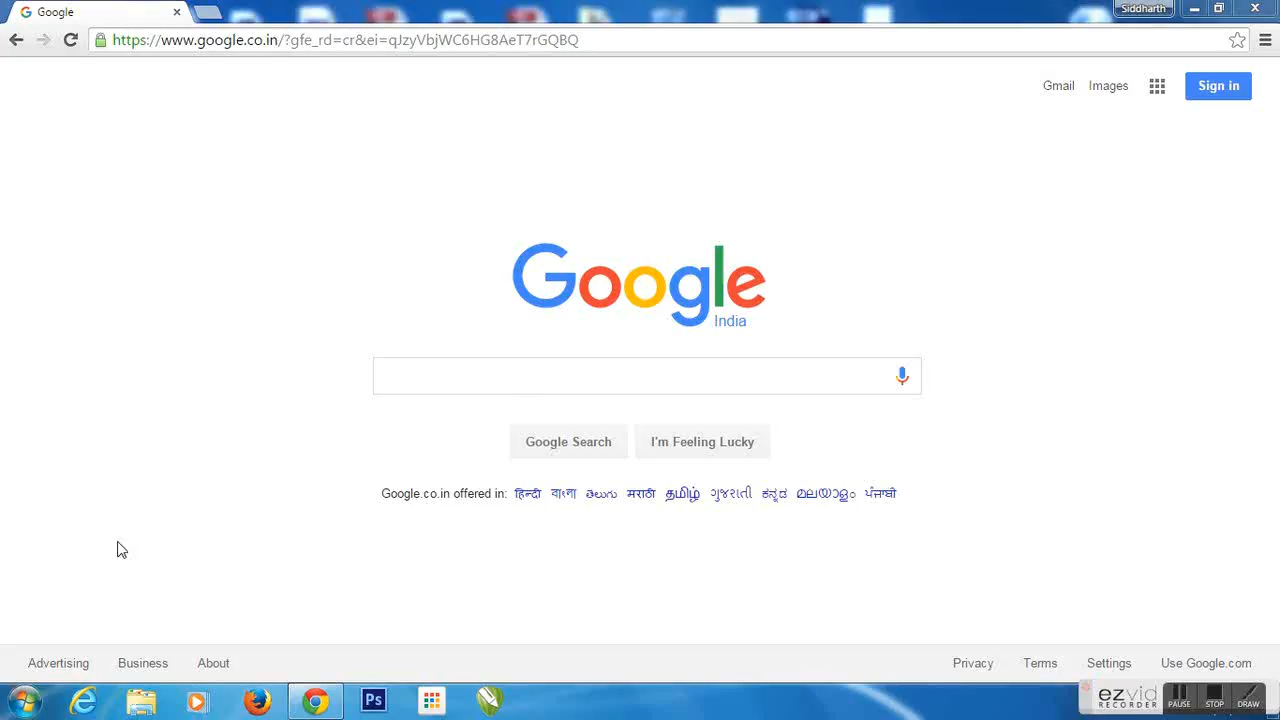 Google
Siddharth
https://www.google.co.in/?gfe_rd=cr&ei=qJzyVbjWC6HG8AeT7rGQBQ
Gmail Images Sign in
Google
India
Google Search I'm Feeling Lucky
Google.co.in offered in: हिन्दी বাংলা తెలుగు मराठी தமிழ் ગુજરાતી ಕನ್ನಡ മലയാളം ਪੰਜਾਬੀ
Advertising Business About Privacy Terms Settings Use Google.com
Ps
ezvid
RECORDER
PAUSE STOP DRAW